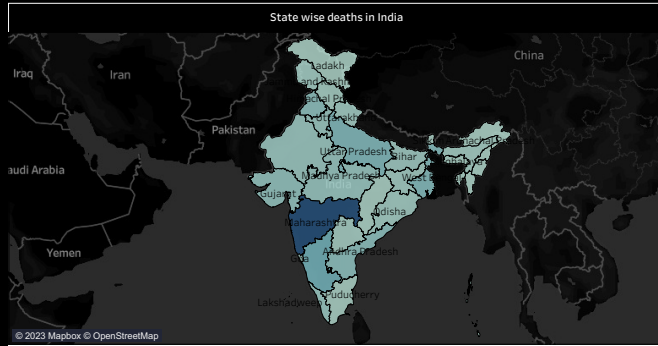 State wise deaths in India
China
Iraq
Iran
Ladakh
Pakistan
Uttar Pradesh
Bihar
audi Arabia
Madhya Pradesh
West
India
Gujarat
Odisha
Maharashtra
Yemen
Goa
Andhra Pradesh
Puducherry
Lakshadweep
© 2023 Mapbox © OpenStreetMap